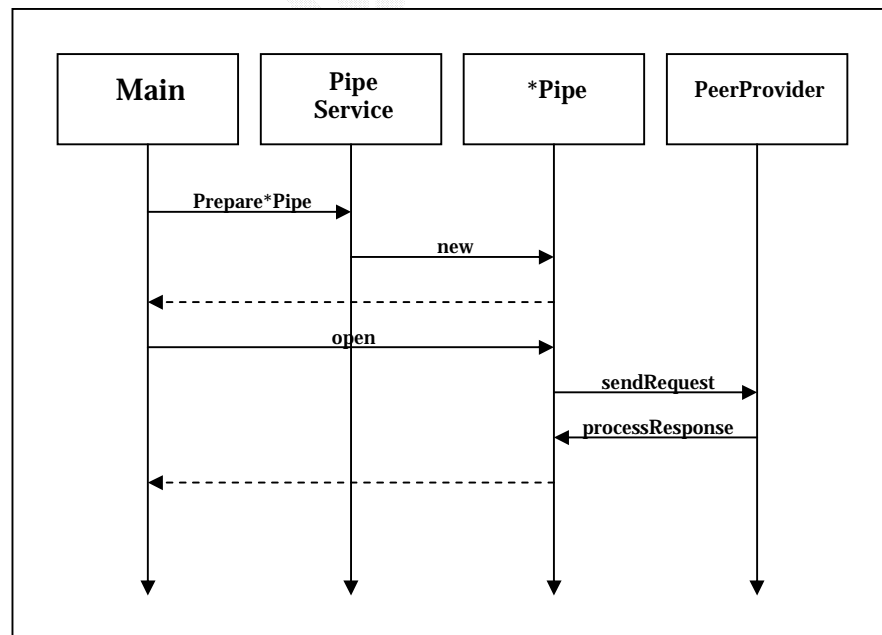 Main
Pipe
Service
*Pipe
PeerProvider
Prepare*Pipe
new
open
sendRequest
processResponse